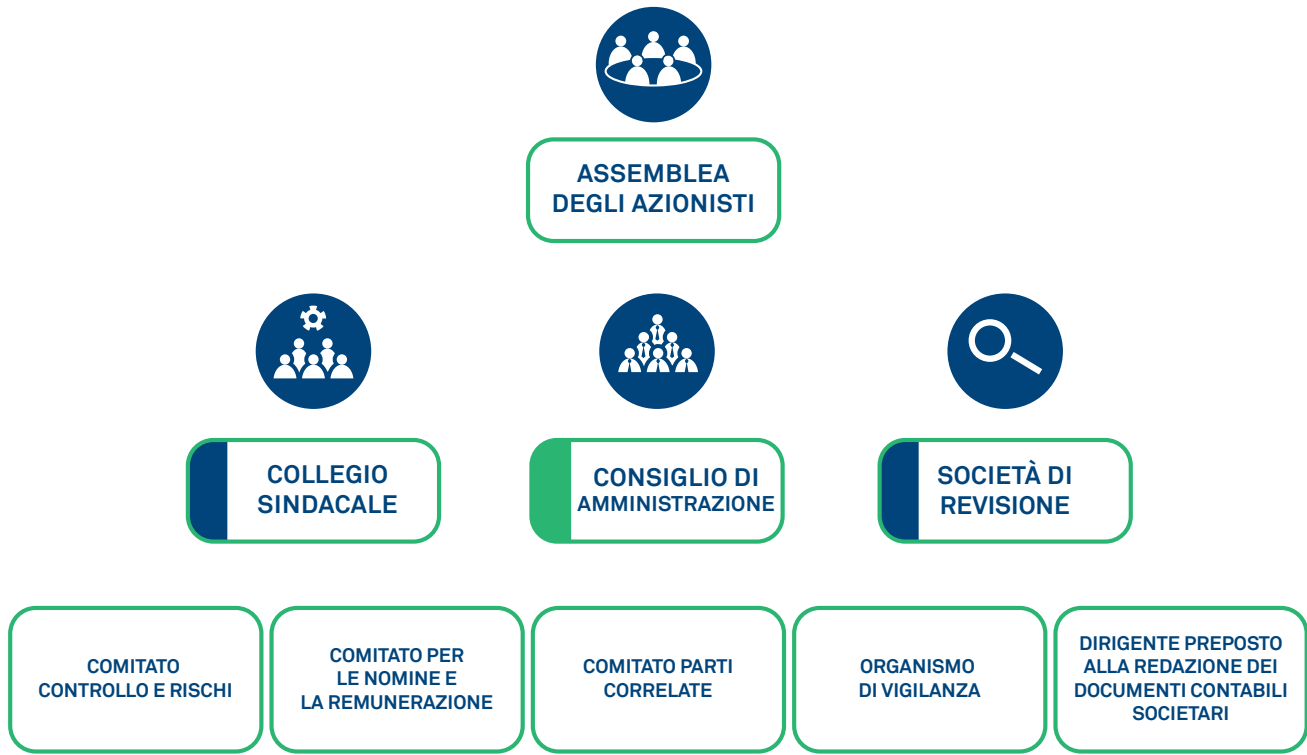 ASSEMBLEA
DEGLI AZIONISTI
COLLEGIO
SINDACALE
CONSIGLIO DI
AMMINISTRAZIONE
SOCIETÀ DI
REVISIONE
COMITATO
CONTROLLO E RISCHI
COMITATO PER
LE NOMINE E
LA REMUNERAZIONE
COMITATO PARTI
CORRELATE
ORGANISMO
DI VIGILANZA
DIRIGENTE PREPOSTO
ALLA REDAZIONE DEI
DOCUMENTI CONTABILI
SOCIETARI